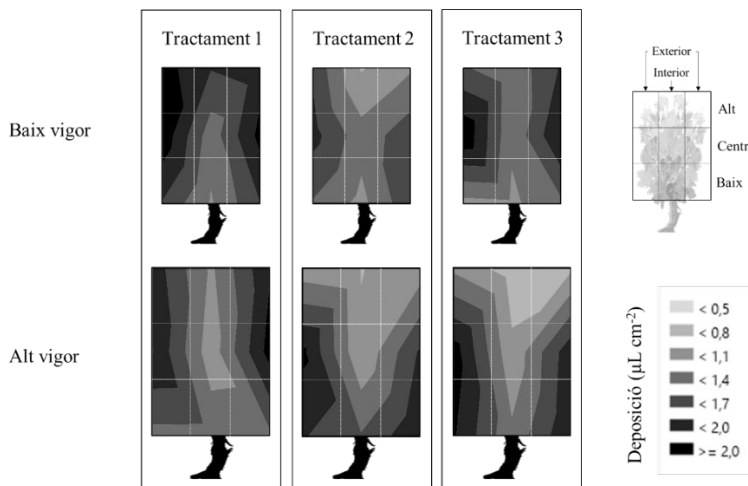 Tractament 1
Tractament 2
Tractament 3
Exterior
Interior
Baix vigor
Alt
Centr
Baix
Alt vigor
Deposició (µL cm-2)
< 0,5
< 0,8
< 1,1
< 1,4
< 1,7
< 2,0
>= 2,0